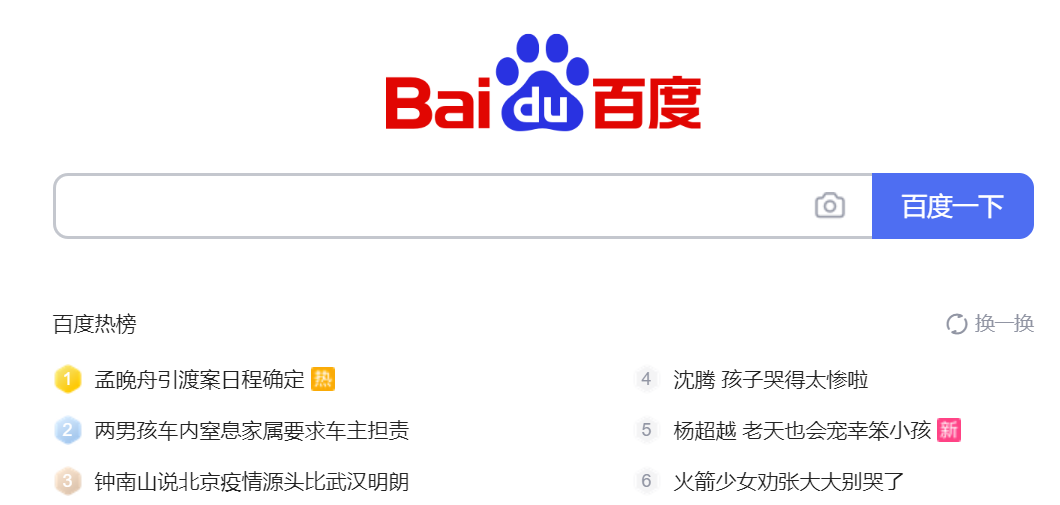 Bai du 百度
百度一下
百度热榜
换一换
1 孟晚舟引渡案日程确定 热
2 两男孩车内窒息家属要求车主担责
3 钟南山说北京疫情源头比武汉明朗
4 沈腾 孩子哭得太惨啦
5 杨超越 老天也会宠幸笨小孩 新
6 火箭少女劝张大大别哭了